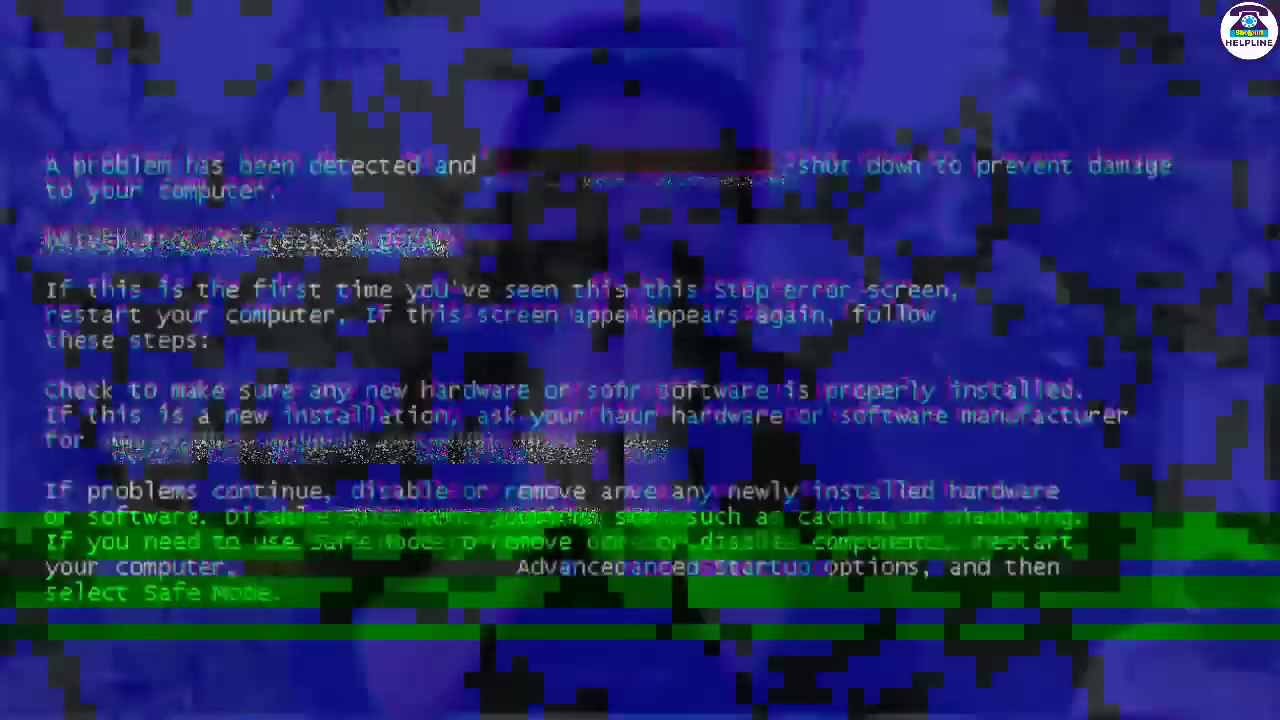 HELPLINE
A problem has been detected and shut down to prevent damage
to your computer.
If this is the first time you've seen this this Stop error screen,
restart your computer. If this screen appe appears again, follow
these steps:
Check to make sure any new hardware or software is properly installed.
If this is a new installation, ask your hardware or software manufacturer
for
If problems continue, disable or remove any newly installed hardware
or software. Disable such as caching or shadowing.
If you need to use Safe Mode to remove or disable components, restart
your computer, Advanced Startup Options, and then
select Safe Mode.